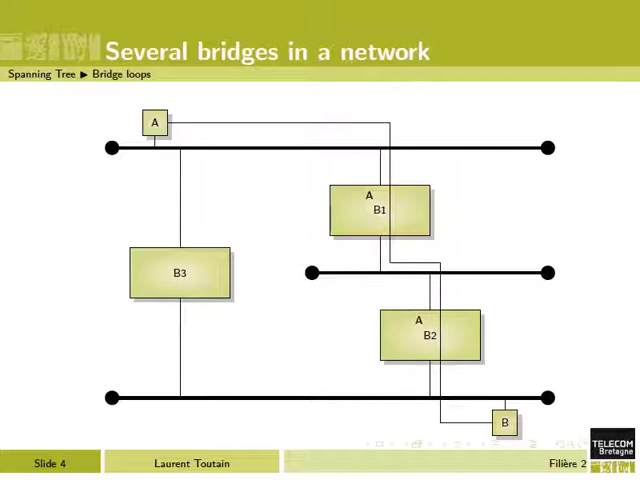 Several bridges in a network
Spanning Tree ▶ Bridge loops
A
A
B1
B3
A
B2
B
TELECOM
Bretagne
Slide 4
Laurent Toutain
Filière 2